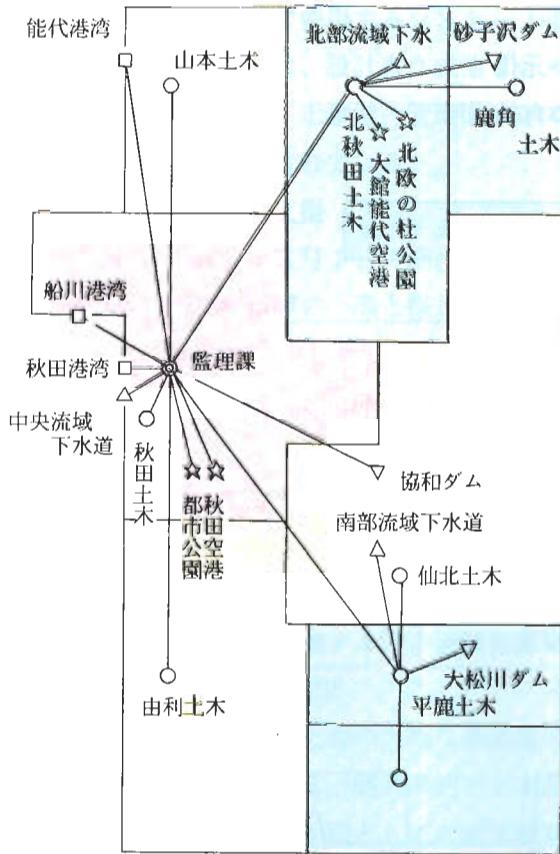 能代港湾
山本土木
北部流域下水
砂子沢ダム
鹿角
土木
北秋田土木
大館能代空港
北欧の杜公園
船川港湾
秋田港湾
監理課
中央流域
下水道
秋田土木
都市公園
秋田空港
協和ダム
南部流域下水道
仙北土木
由利土木
大松川ダム
平鹿土木